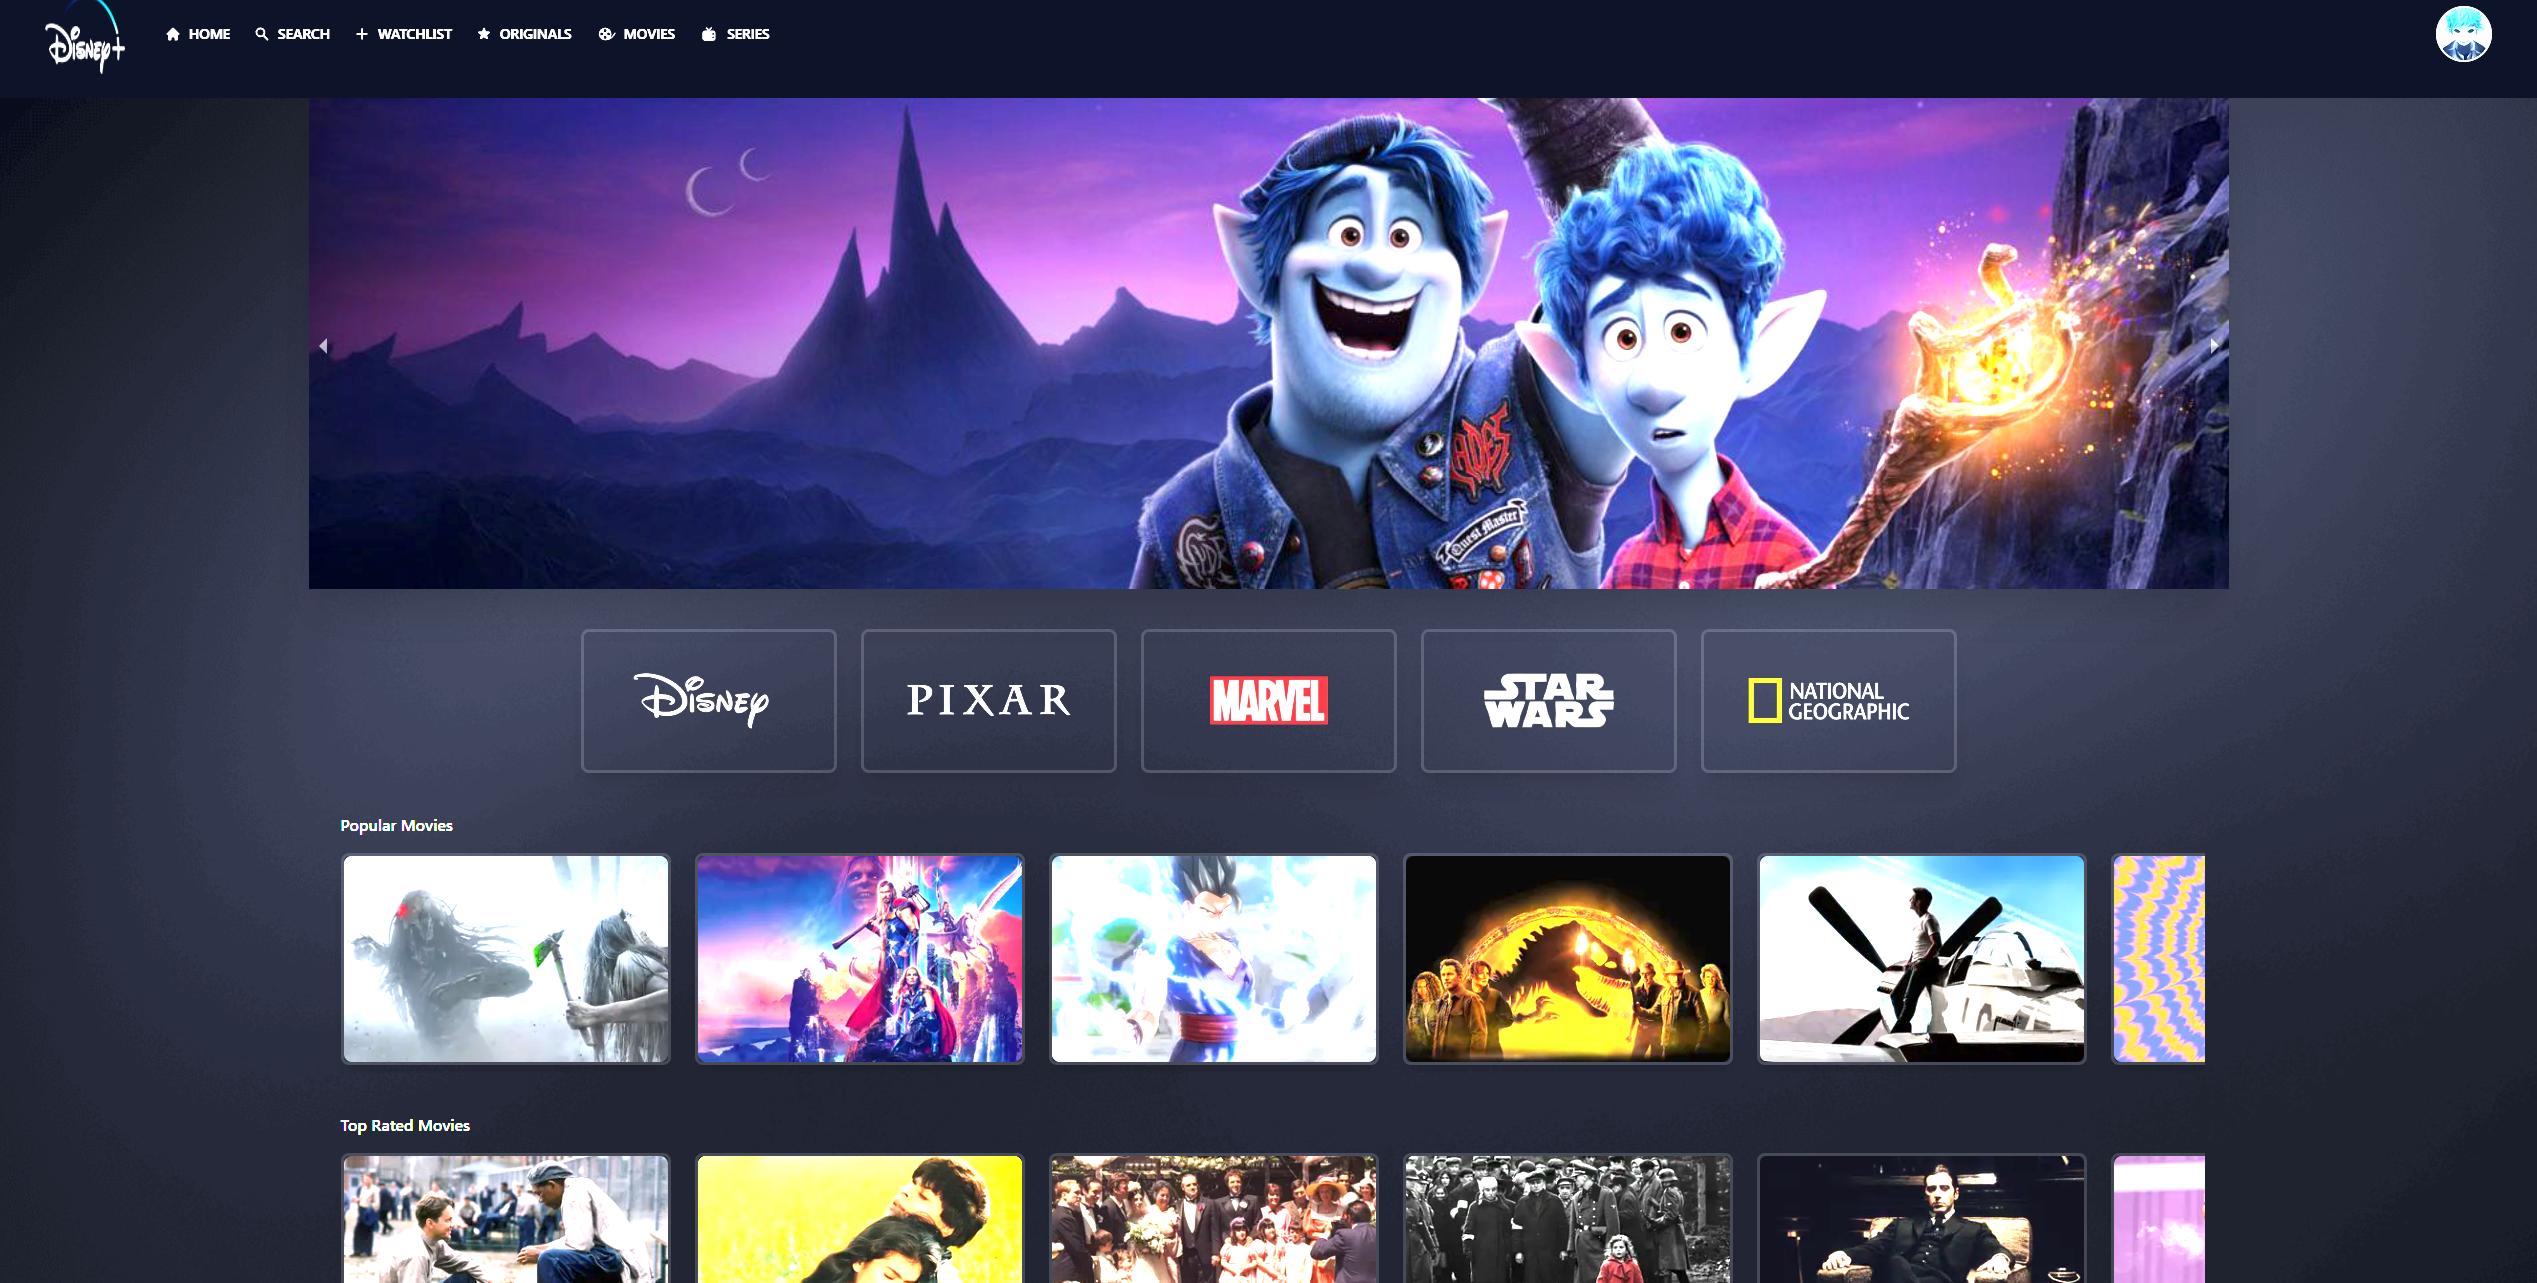 Disney+
HOME
SEARCH
WATCHLIST
ORIGINALS
MOVIES
SERIES
Quest Master
Disney
PIXAR
MARVEL
STAR
WARS
NATIONAL
GEOGRAPHIC
Popular Movies
Top Rated Movies